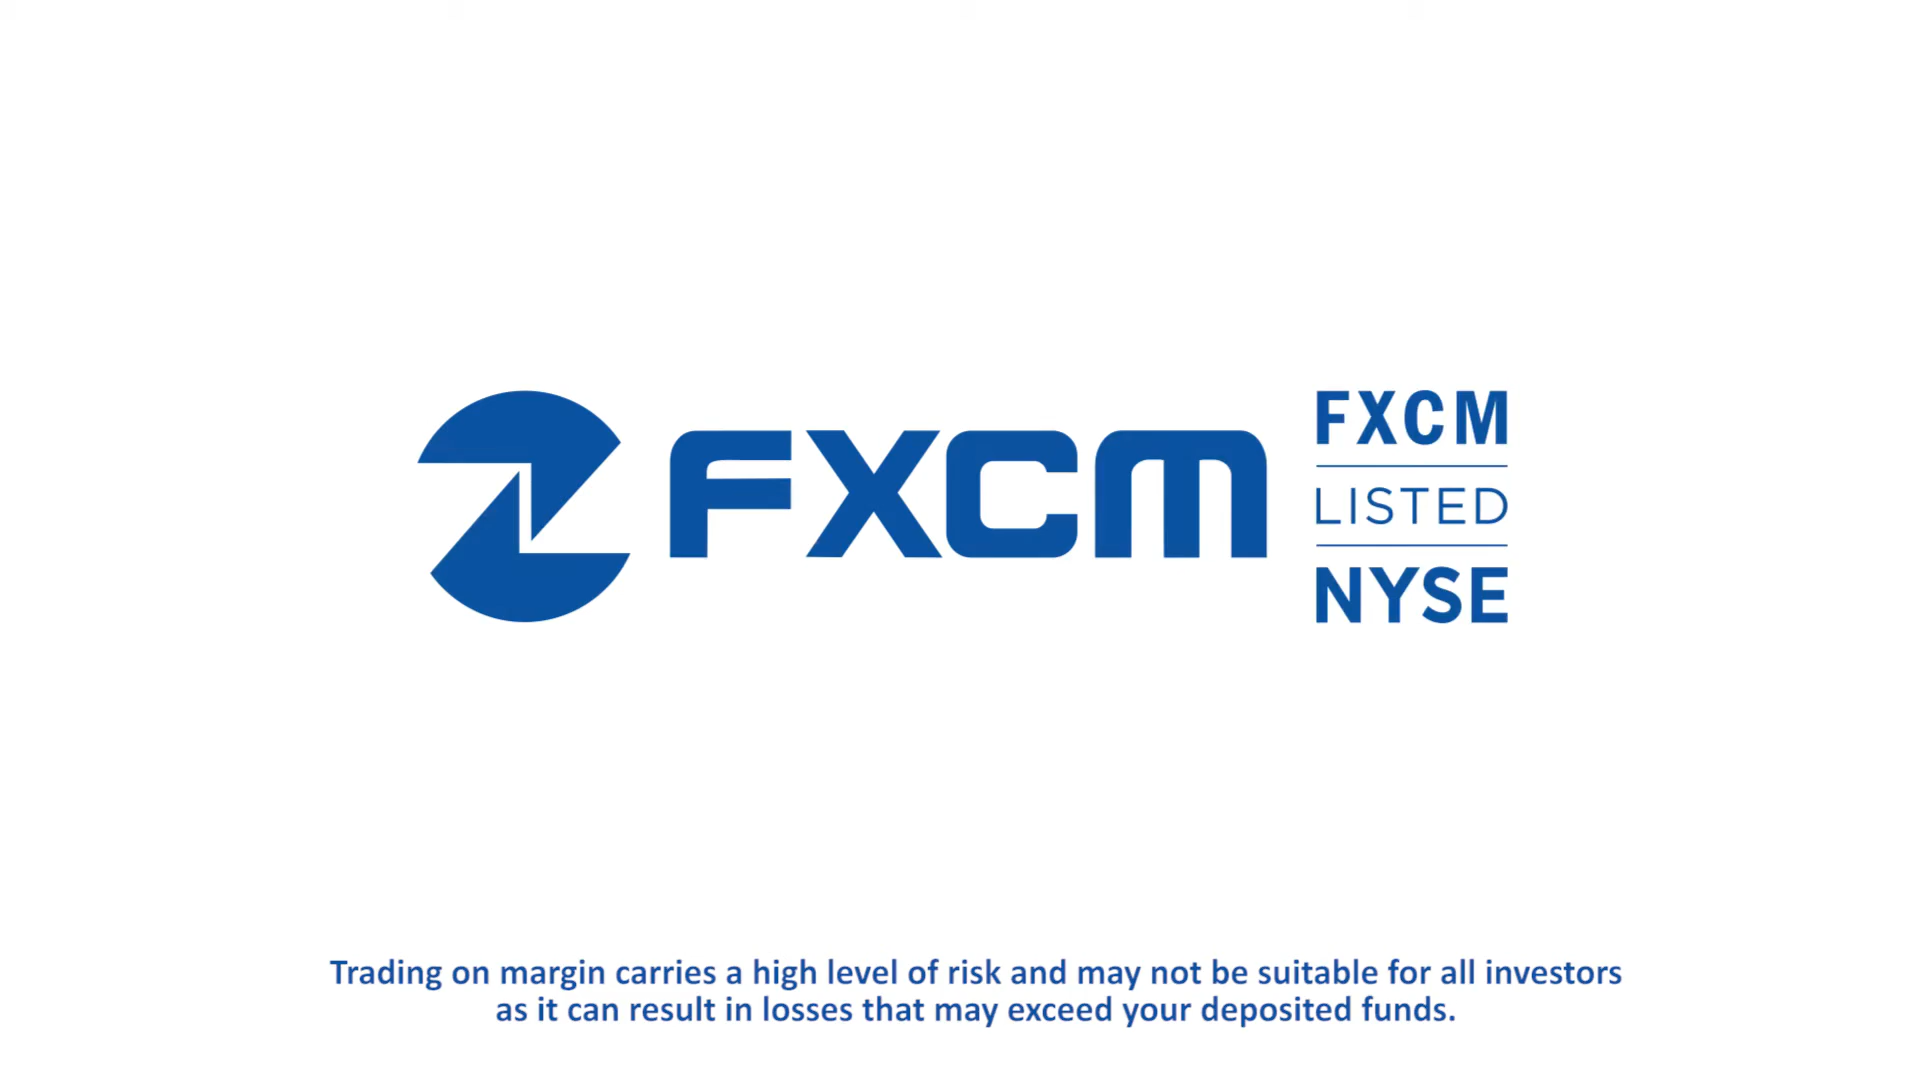 FXCM
FXCM
LISTED
NYSE
Trading on margin carries a high level of risk and may not be suitable for all investors
as it can result in losses that may exceed your deposited funds.